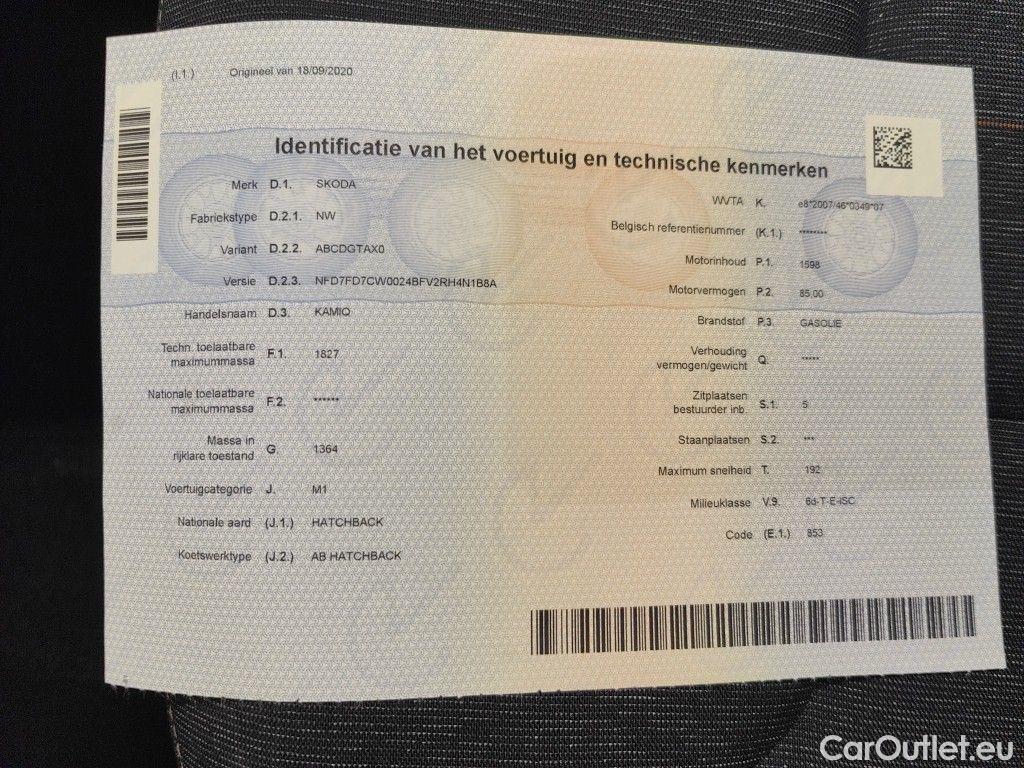 (I.1.) Origineel van 18/09/2020
Identificatie van het voertuig en technische kenmerken
Merk D.1. SKODA
Fabriekstype D.2.1. NW
Variant D.2.2. ABCDGTAX0
Versie D.2.3. NFD7FD7CW0024BFV2RH4N1B8A
Handelsnaam D.3. KAMIQ
Techn. toelaatbare
maximummassa F.1. 1827
Nationale toelaatbare
maximummassa F.2. ******
Massa in
rijklare toestand G. 1364
Voertuigcategorie J. M1
Nationale aard (J.1.) HATCHBACK
Koetswerktype (J.2.) AB HATCHBACK
WVTA K. e8*2007/46*0349*07
Belgisch referentienummer (K.1.) ********
Motorinhoud P.1. 1598
Motorvermogen P.2. 85,00
Brandstof P.3. GASOLIE
Verhouding
vermogen/gewicht Q. *****
Zitplaatsen
bestuurder inb. S.1. 5
Staanplaatsen S.2. ***
Maximum snelheid T. 192
Milieuklasse V.9. 6d-T-E-ISC
Code (E.1.) 853
CarOutlet.eu